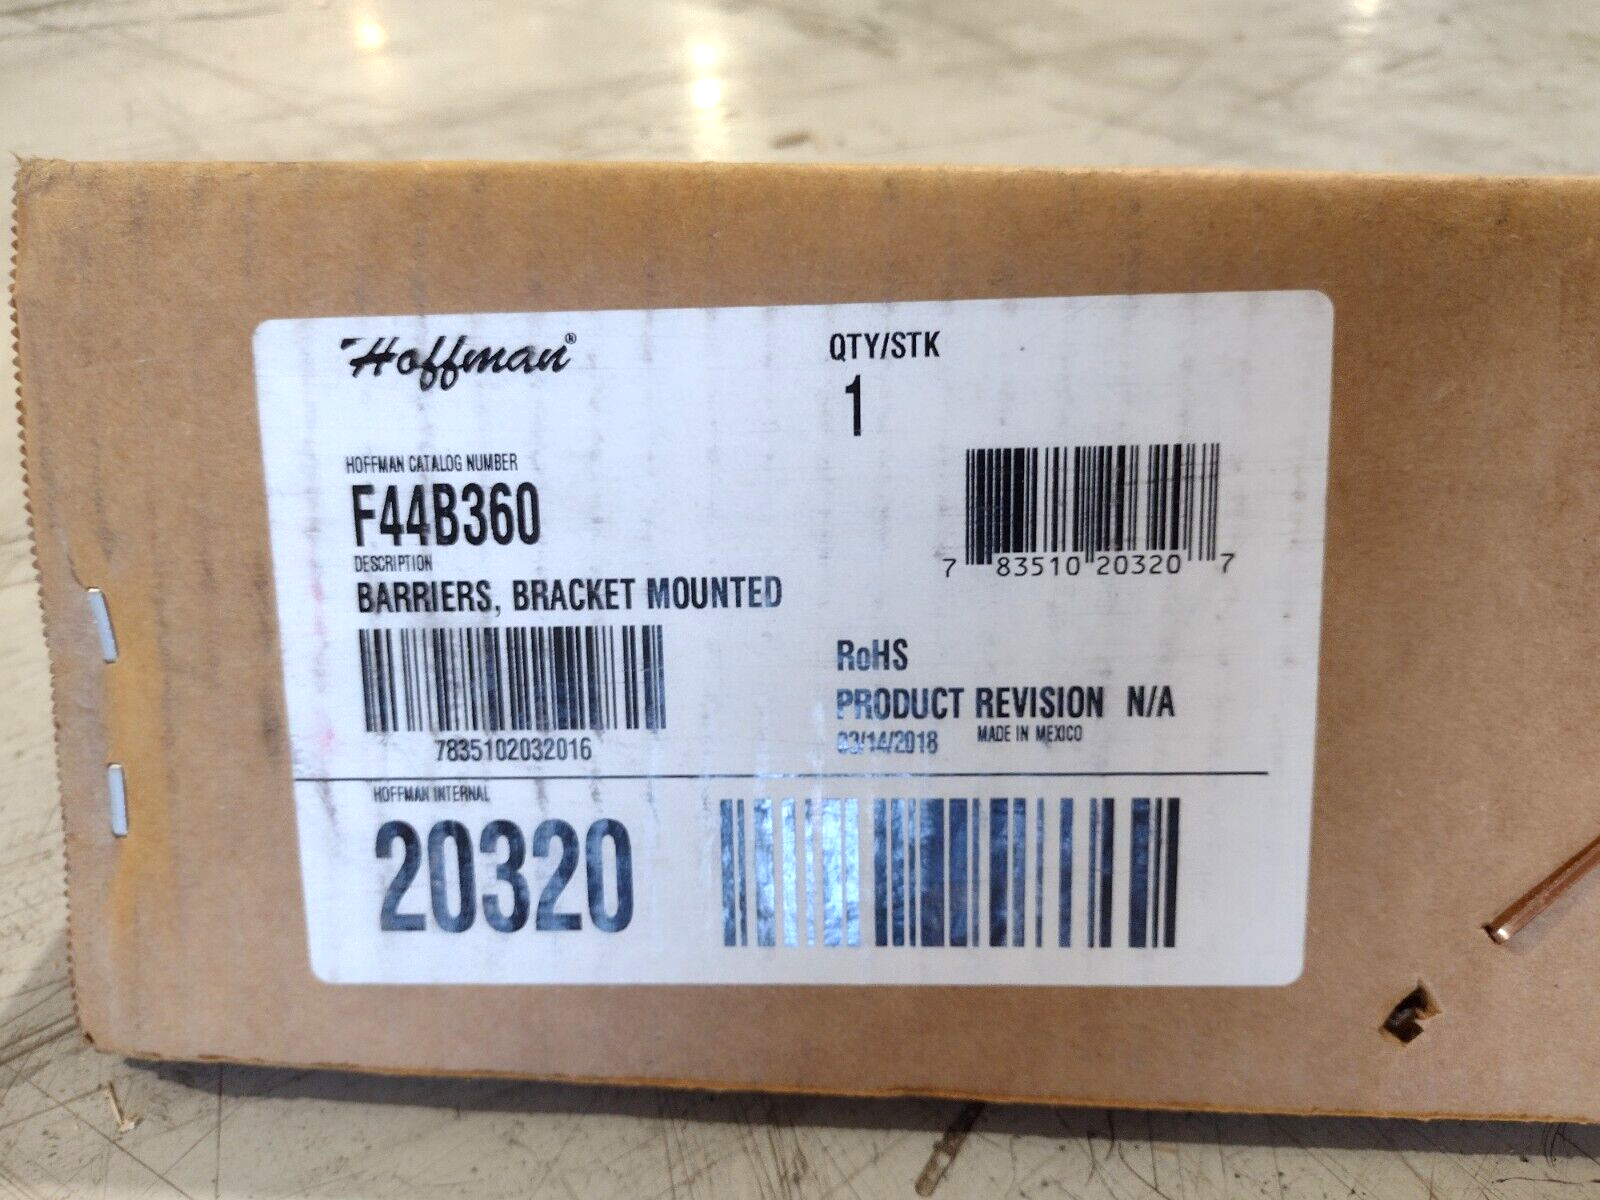 Hoffman®
QTY/STK
1
HOFFMAN CATALOG NUMBER
F44B360
DESCRIPTION
BARRIERS, BRACKET MOUNTED
7 83510 20320 7
7835102032016
RoHS
PRODUCT REVISION N/A
03/14/2018 MADE IN MEXICO
HOFFMAN INTERNAL
20320